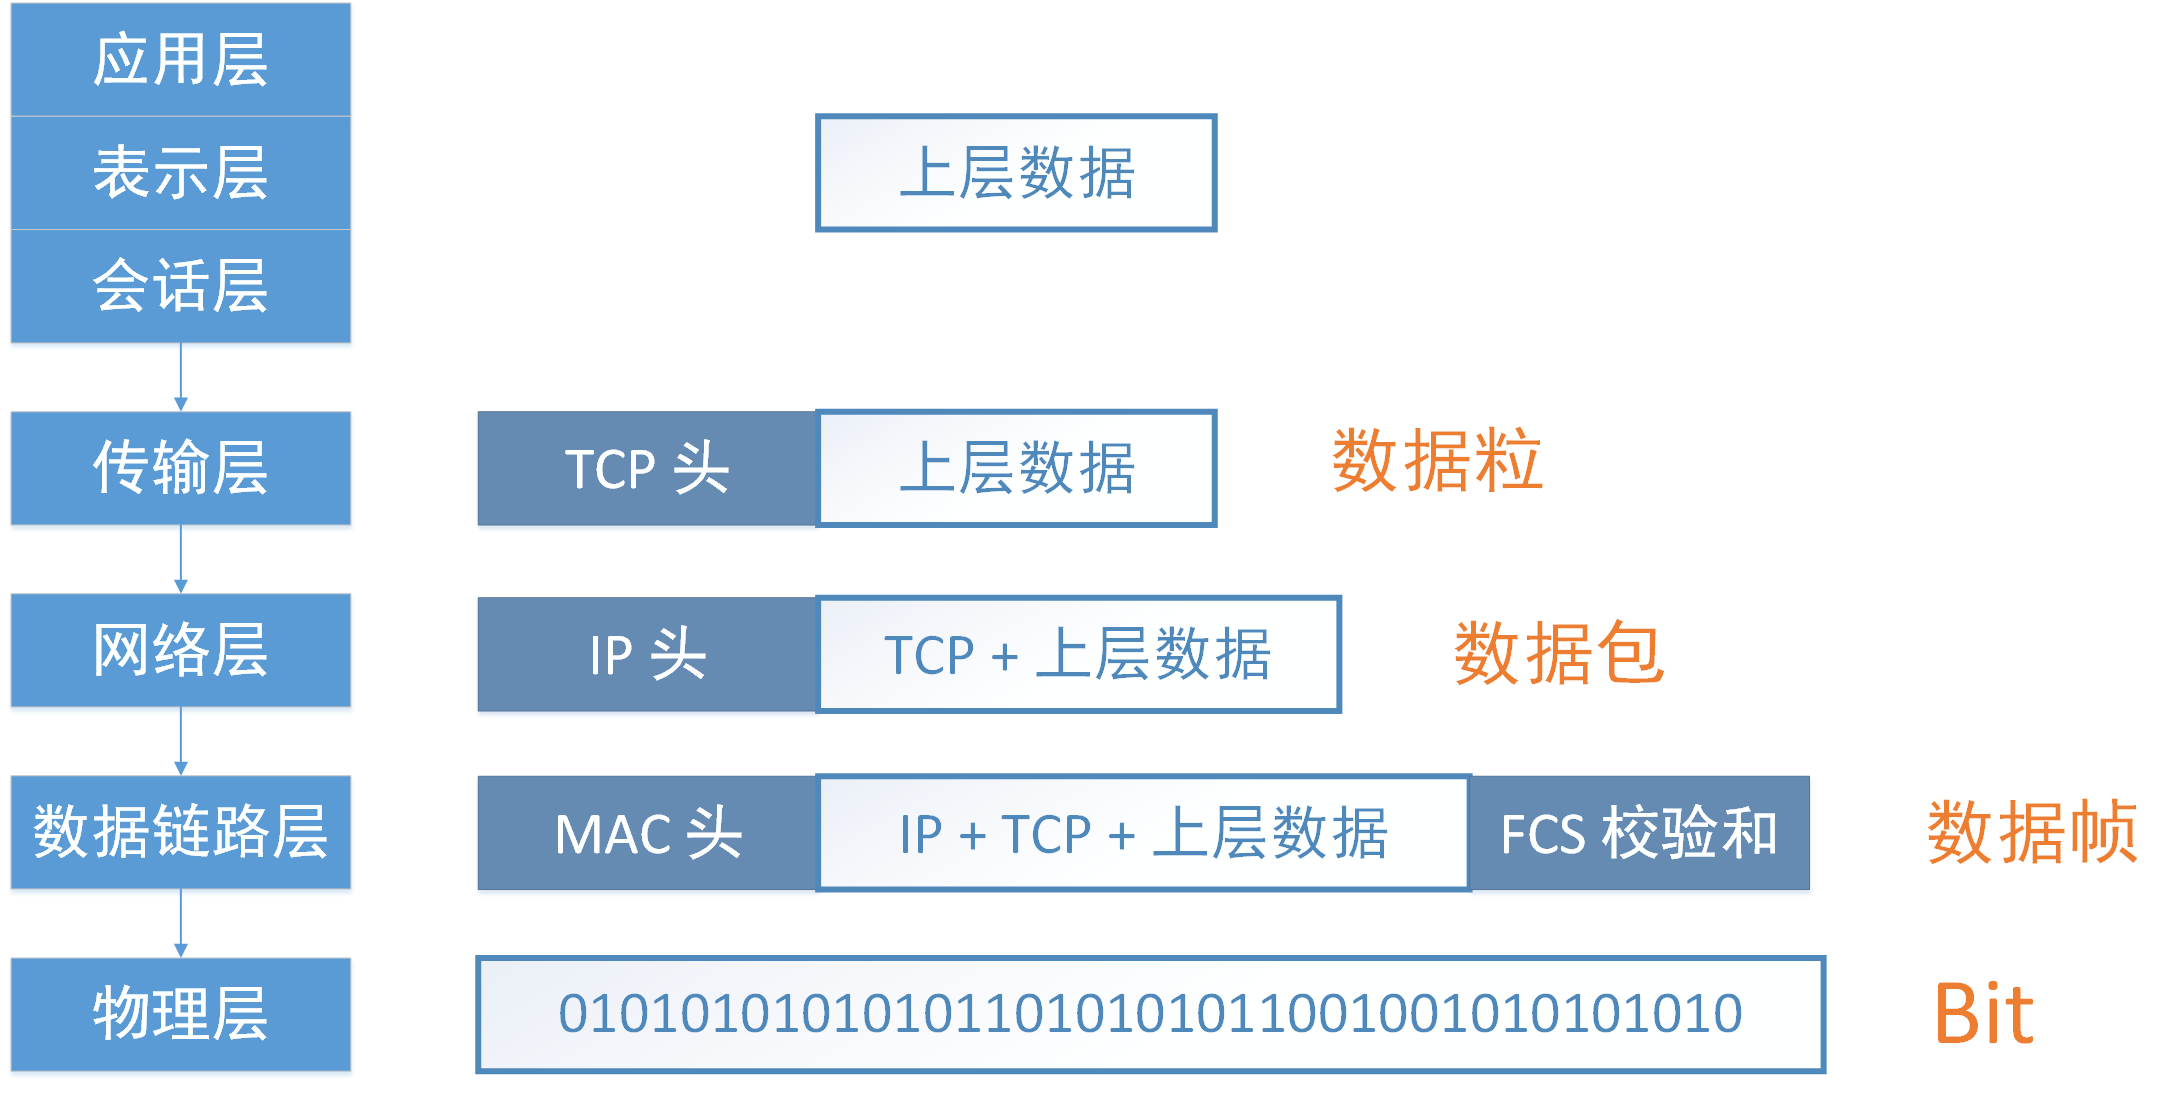 应用层
表示层
上层数据
会话层
传输层
TCP 头
上层数据
数据粒
网络层
IP 头
TCP + 上层数据
数据包
数据链路层
MAC 头
IP + TCP + 上层数据
FCS 校验和
数据帧
物理层
010101010101011010101011001001010101010
Bit